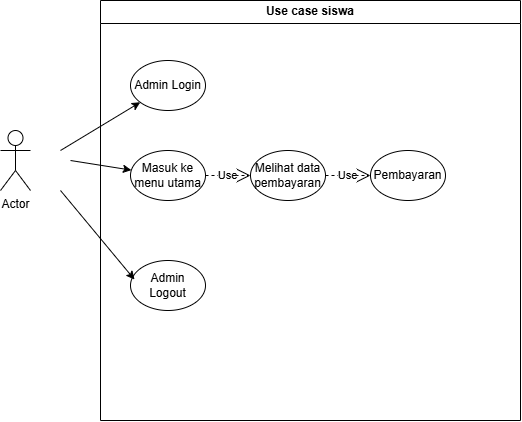 Use case siswa
Admin Login
Actor
Masuk ke
menu utama
Use
Melihat data
pembayaran
Use
Pembayaran
Admin
Logout